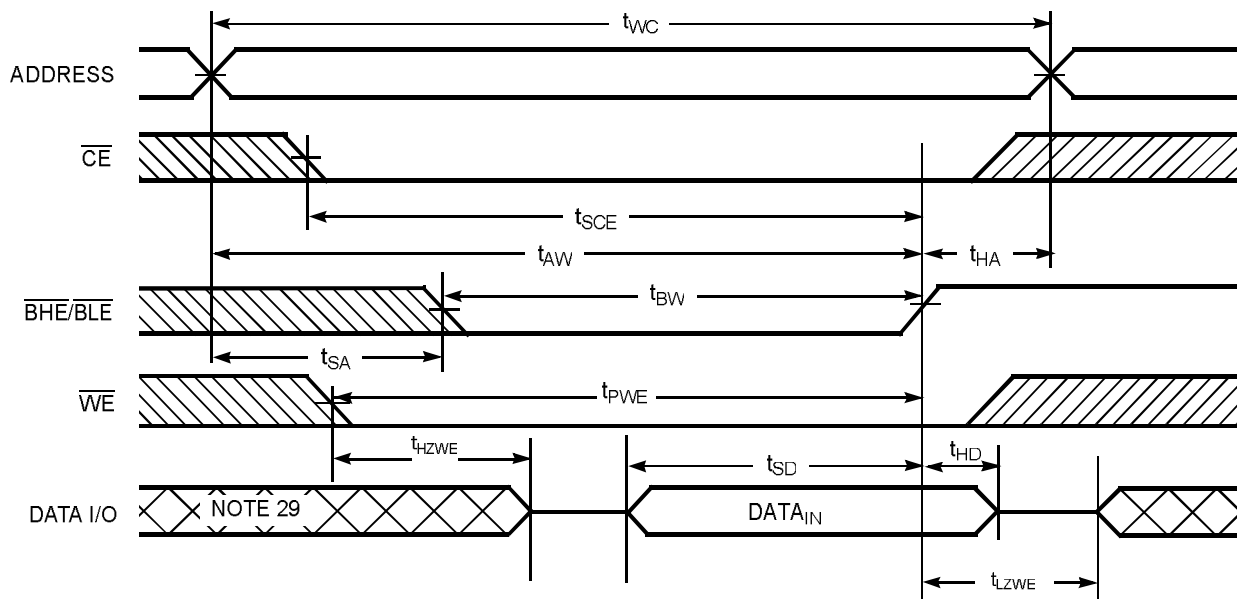 tWC
ADDRESS
CE
tSCE
tAW
tHA
BHE/BLE
tBW
tSA
WE
tPWE
tHZWE
tSD
tHD
DATA I/O
NOTE 29
DATAIN
tLZWE